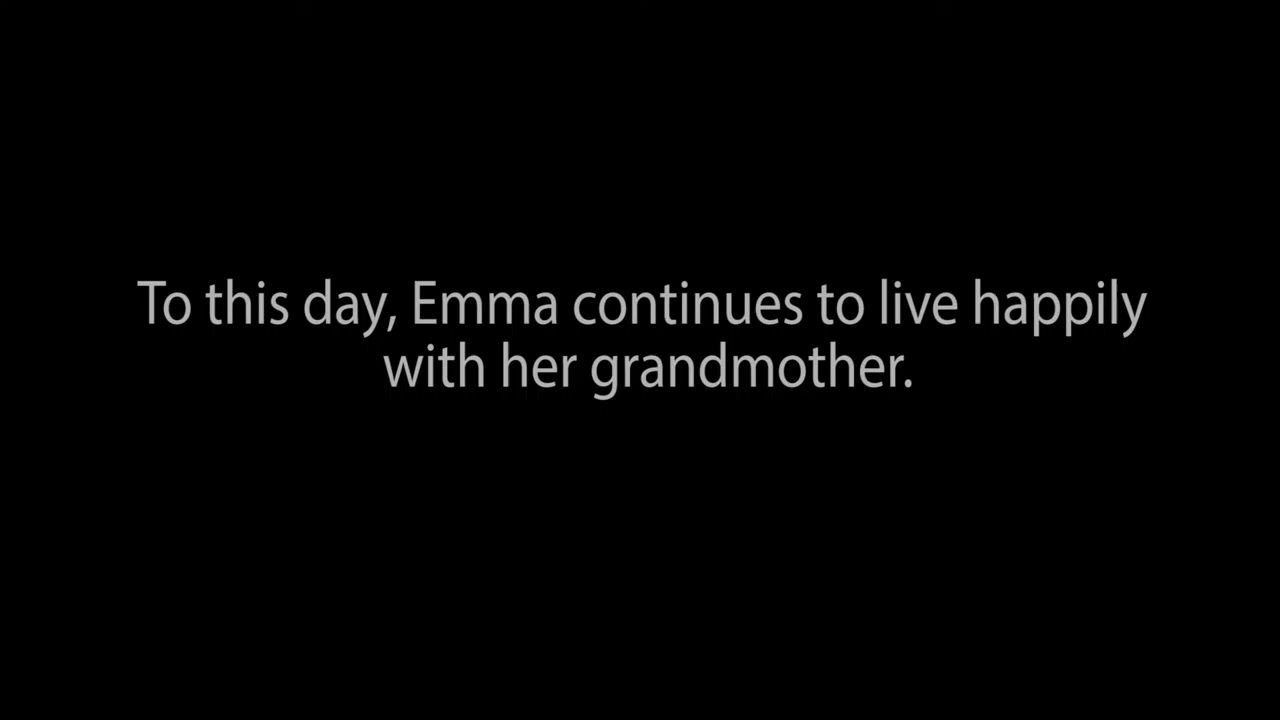 To this day, Emma continues to live happily
with her grandmother.